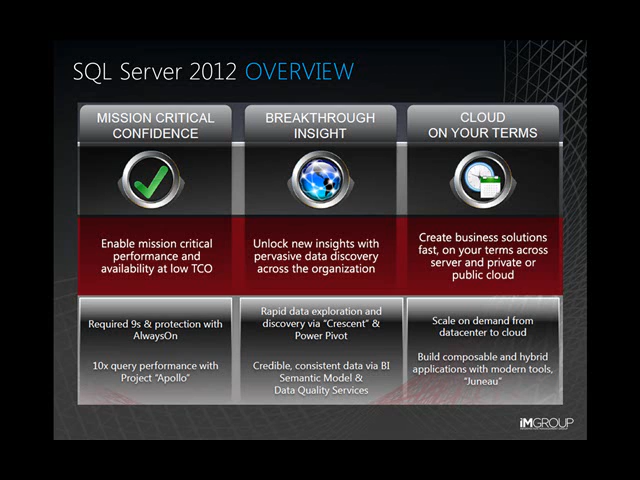 SQL Server 2012 OVERVIEW
MISSION CRITICAL
CONFIDENCE
Enable mission critical
performance and
availability at low TCO
Required 9s & protection with
AlwaysOn
10x query performance with
Project "Apollo"
BREAKTHROUGH
INSIGHT
Unlock new insights with
pervasive data discovery
across the organization
Rapid data exploration and
discovery via "Crescent" &
Power Pivot
Credible, consistent data via BI
Semantic Model &
Data Quality Services
CLOUD
ON YOUR TERMS
Create business solutions
fast, on your terms across
server and private or
public cloud
Scale on demand from
datacenter to cloud
Build composable and hybrid
applications with modern tools,
"Juneau"
iMGROUP